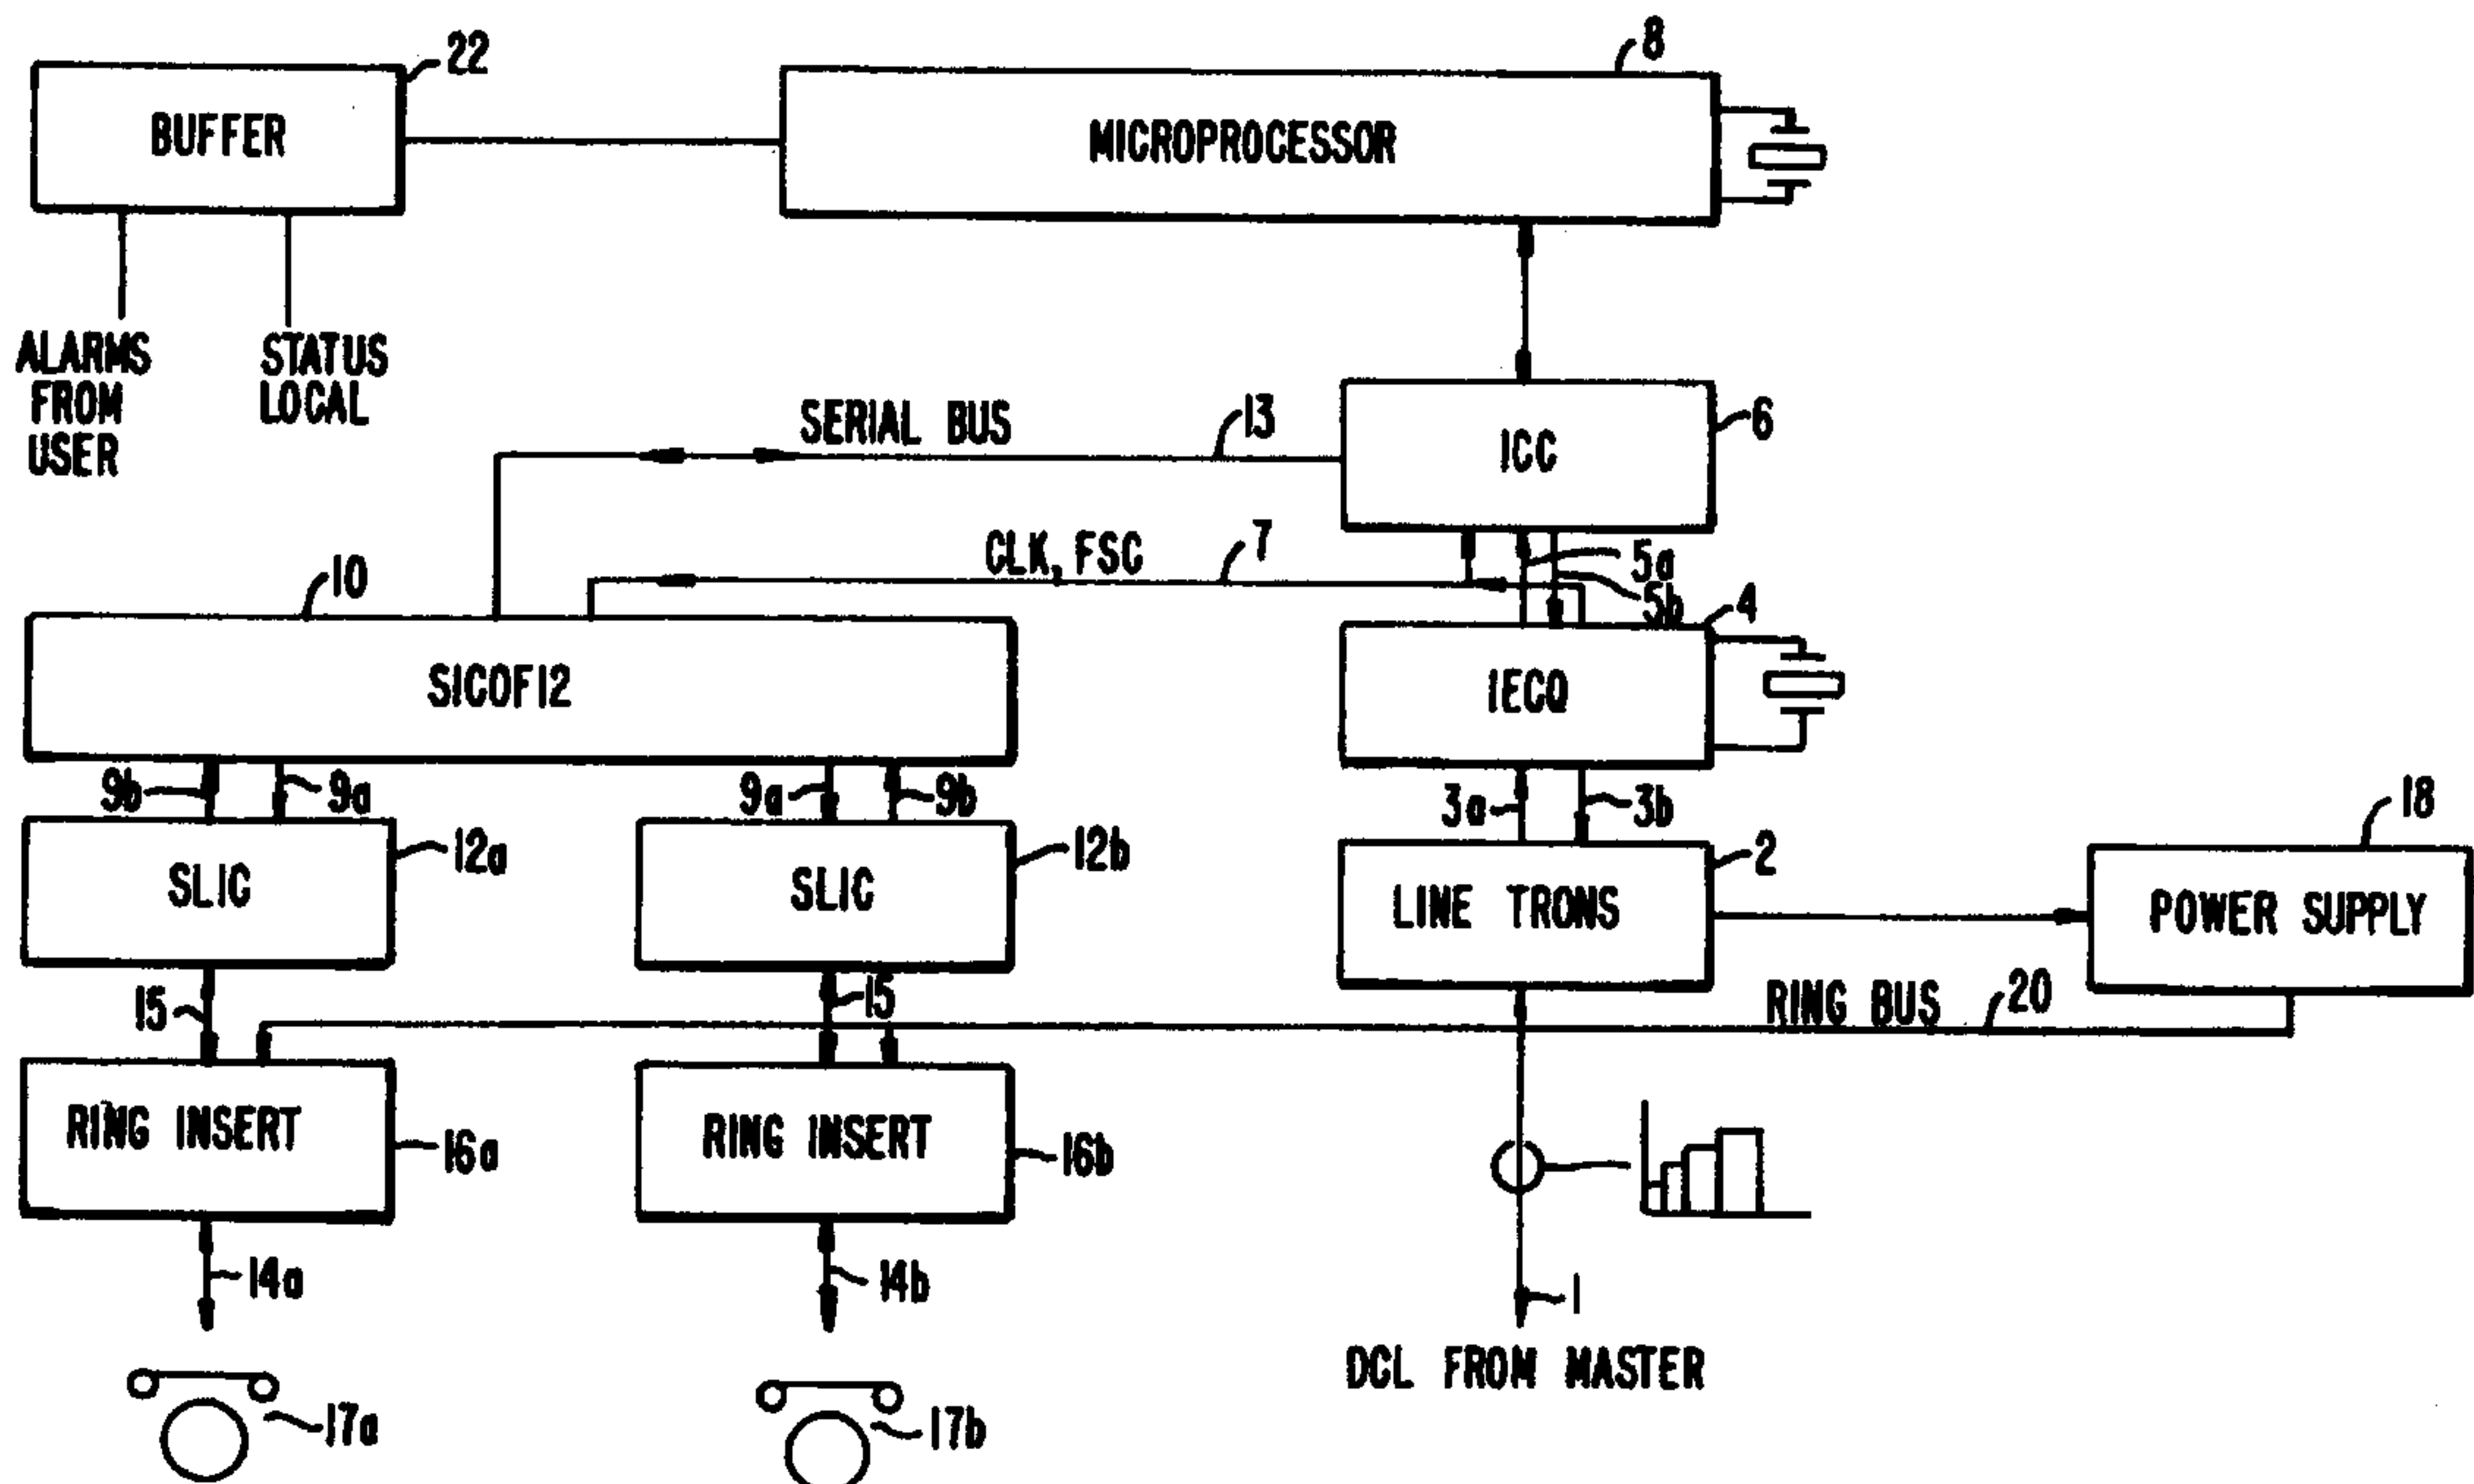 22
8
BUFFER
MICROPROCESSOR
ALARMS
FROM
USER
STATUS
LOCAL
SERIAL BUS
13
ICC
6
CLK, FSC
7
5a
5b
10
4
SICOFI2
IECQ
9b
9a
9a
9b
3a
3b
18
SLIC
12a
SLIC
12b
LINE TRONS
2
POWER SUPPLY
15
15
RING BUS
20
RING INSERT
16a
RING INSERT
16b
14a
14b
1
DCL FROM MASTER
17a
17b